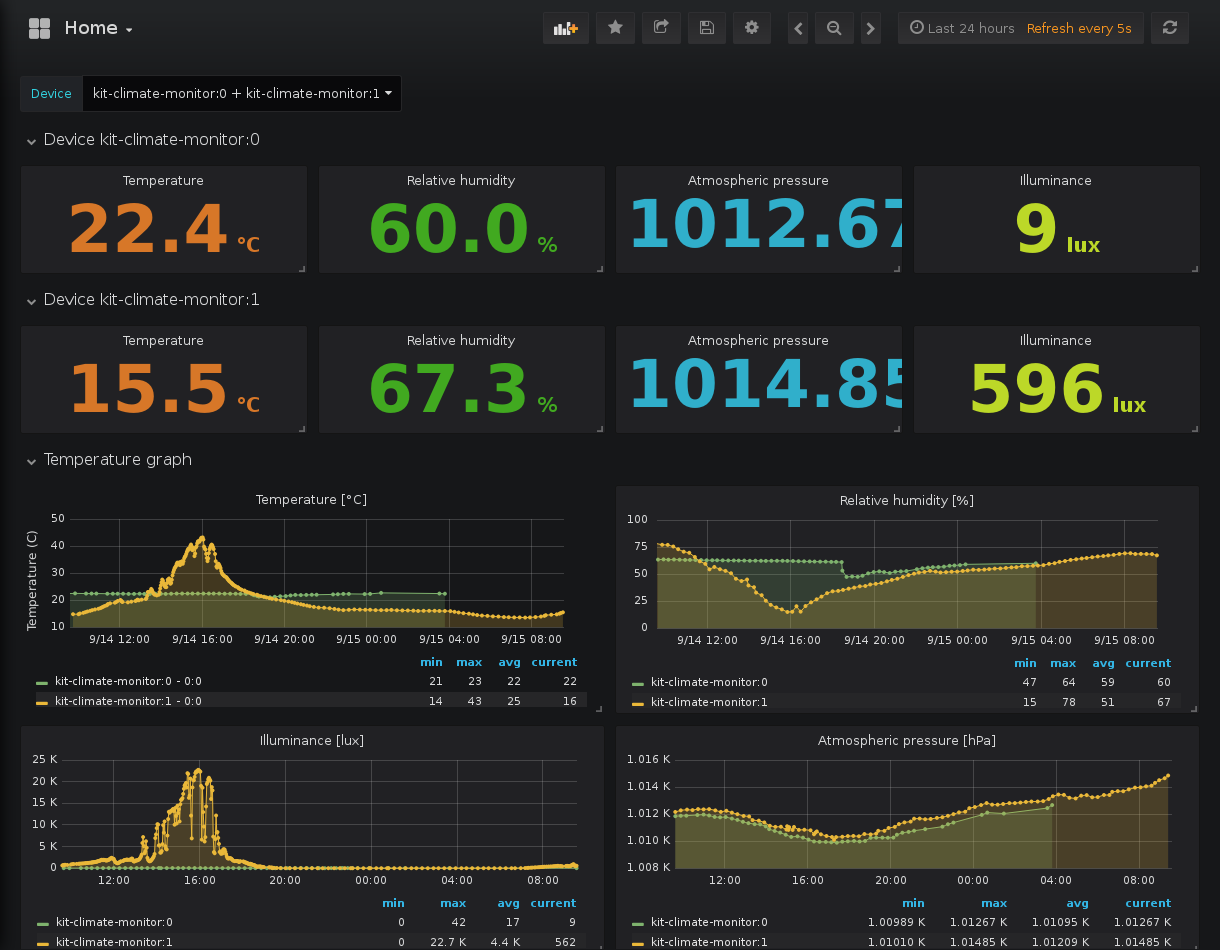 Home
Last 24 hours Refresh every 5s
Device kit-climate-monitor:0 + kit-climate-monitor:1
Device kit-climate-monitor:0
Temperature Relative humidity Atmospheric pressure Illuminance
22.4 °C 60.0 % 1012.67 9 lux
Device kit-climate-monitor:1
Temperature Relative humidity Atmospheric pressure Illuminance
15.5 °C 67.3 % 1014.85 596 lux
Temperature graph
Temperature [°C]
Temperature (C)
50
40
30
20
10
9/14 12:00 9/14 16:00 9/14 20:00 9/15 00:00 9/15 04:00 9/15 08:00
min max avg current
kit-climate-monitor:0 - 0:0 21 23 22 22
kit-climate-monitor:1 - 0:0 14 43 25 16
Relative humidity [%]
100
75
50
25
0
9/14 12:00 9/14 16:00 9/14 20:00 9/15 00:00 9/15 04:00 9/15 08:00
min max avg current
kit-climate-monitor:0 47 64 59 60
kit-climate-monitor:1 15 78 51 67
Illuminance [lux]
25 K
20 K
15 K
10 K
5 K
0
12:00 16:00 20:00 00:00 04:00 08:00
min max avg current
kit-climate-monitor:0 0 42 17 9
kit-climate-monitor:1 0 22.7 K 4.4 K 562
Atmospheric pressure [hPa]
1.016 K
1.014 K
1.012 K
1.010 K
1.008 K
12:00 16:00 20:00 00:00 04:00 08:00
min max avg current
kit-climate-monitor:0 1.00989 K 1.01267 K 1.01095 K 1.01267 K
kit-climate-monitor:1 1.01010 K 1.01485 K 1.01209 K 1.01485 K